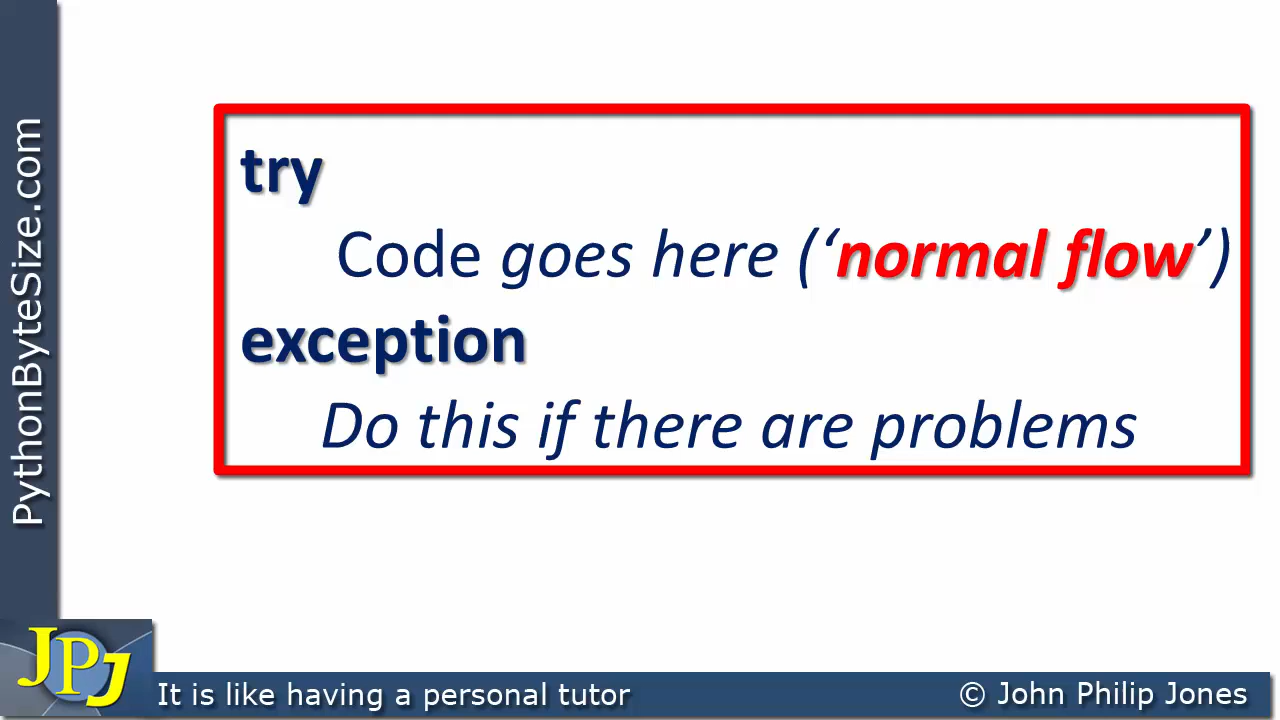 try
Code goes here (‘normal flow’)
exception
Do this if there are problems
PythonByteSize.com
JPJ
It is like having a personal tutor
© John Philip Jones